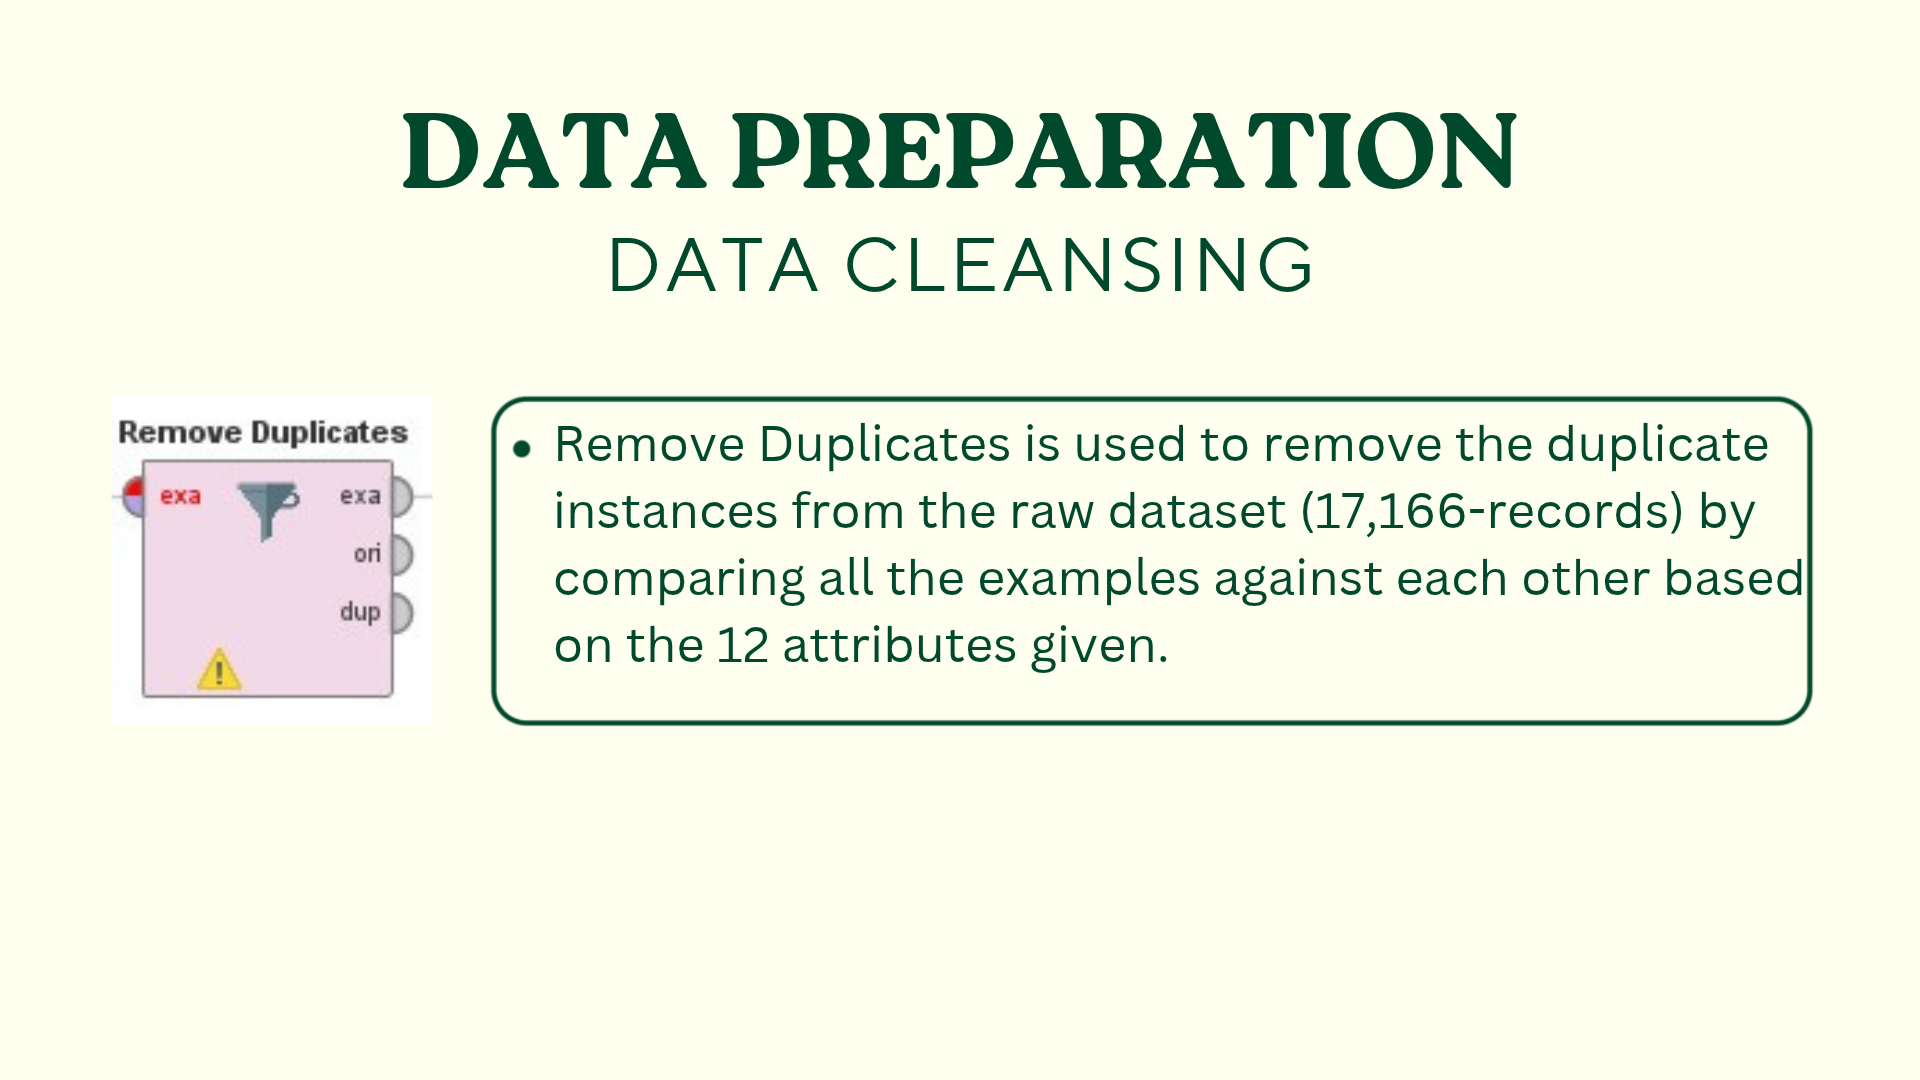 DATA PREPARATION
DATA CLEANSING
Remove Duplicates
exa
exa
ori
dup
• Remove Duplicates is used to remove the duplicate
instances from the raw dataset (17,166-records) by
comparing all the examples against each other based
on the 12 attributes given.